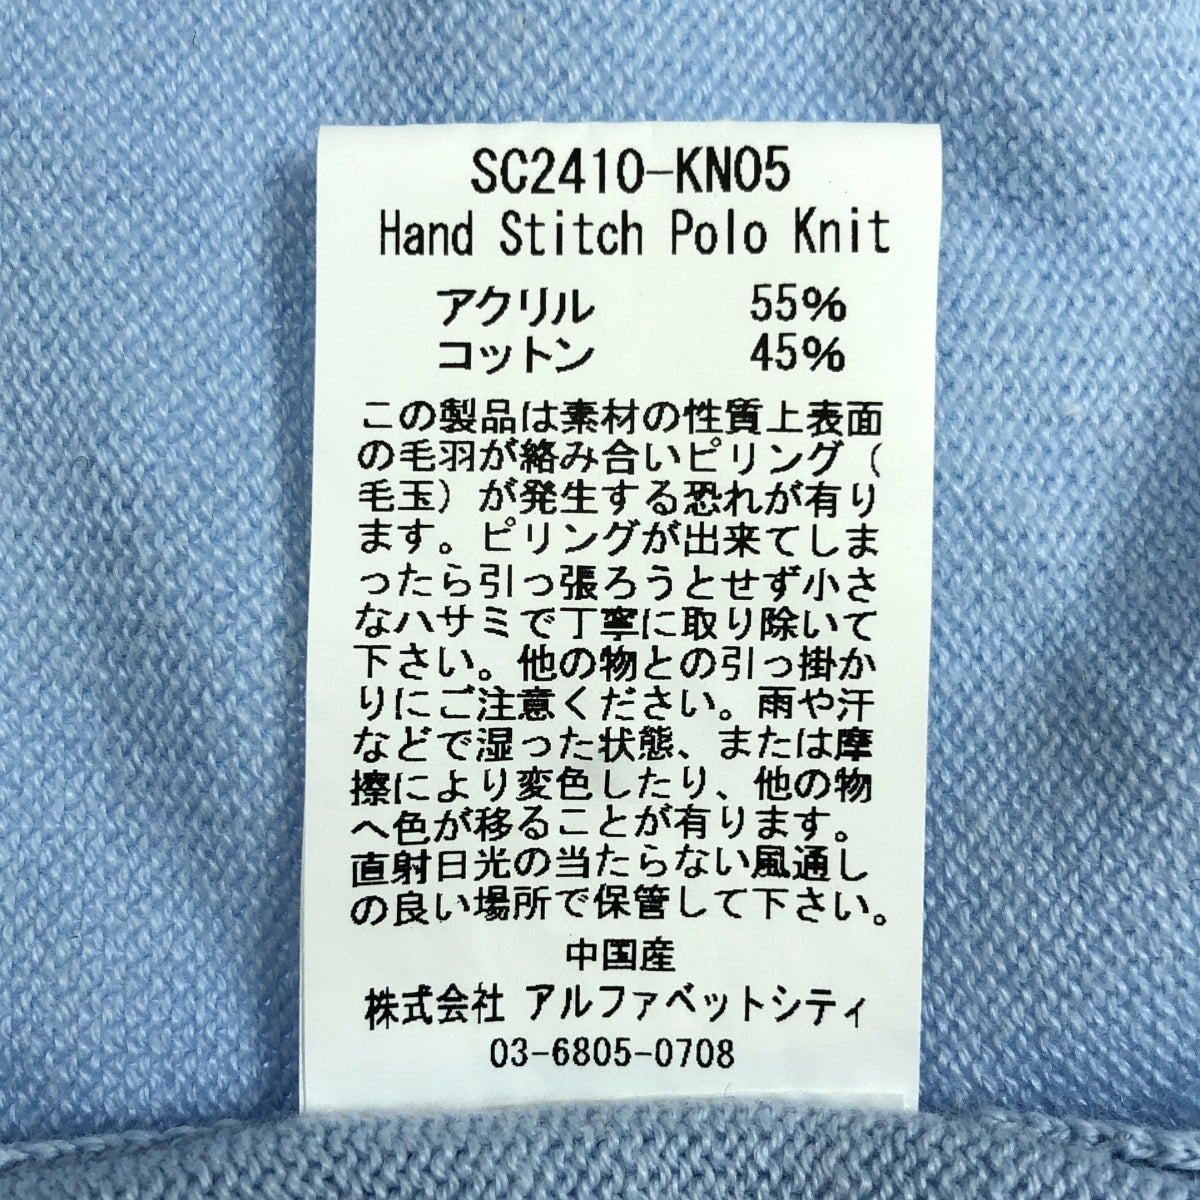 SC2410-KN05
Hand Stitch Polo Knit
アクリル 55%
コットン 45%
この製品は素材の性質上表面
の毛羽が絡み合いピリング（
毛玉）が発生する恐れが有り
ます。ピリングが出来てしま
ったら引っ張ろうとせず小さ
なハサミで丁寧に取り除いて
下さい。他の物との引っ掛か
りにご注意ください。雨や汗
などで湿った状態、または摩
擦により変色したり、他の物
へ色が移ることが有ります。
直射日光の当たらない風通し
の良い場所で保管して下さい。
中国産
株式会社 アルファベットシティ
03-6805-0708